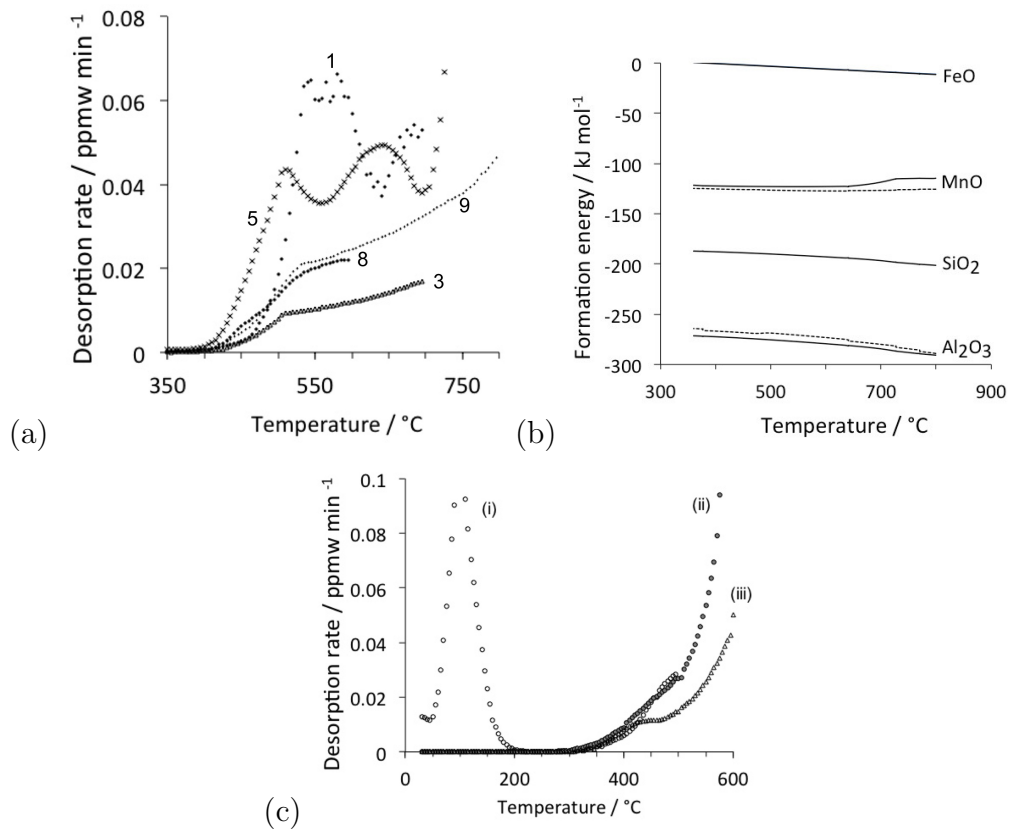 0.08
0.06
0.04
0.02
0
350
550
750
Desorption rate / ppmw min -1
Temperature / °C
1
5
9
8
3
(a)
0
-50
-100
-150
-200
-250
-300
300
500
700
900
Formation energy / kJ mol-1
Temperature / °C
FeO
MnO
SiO2
Al2O3
(b)
0.1
0.08
0.06
0.04
0.02
0
0
200
400
600
Desorption rate / ppmw min -1
Temperature / °C
(i)
(ii)
(iii)
(c)